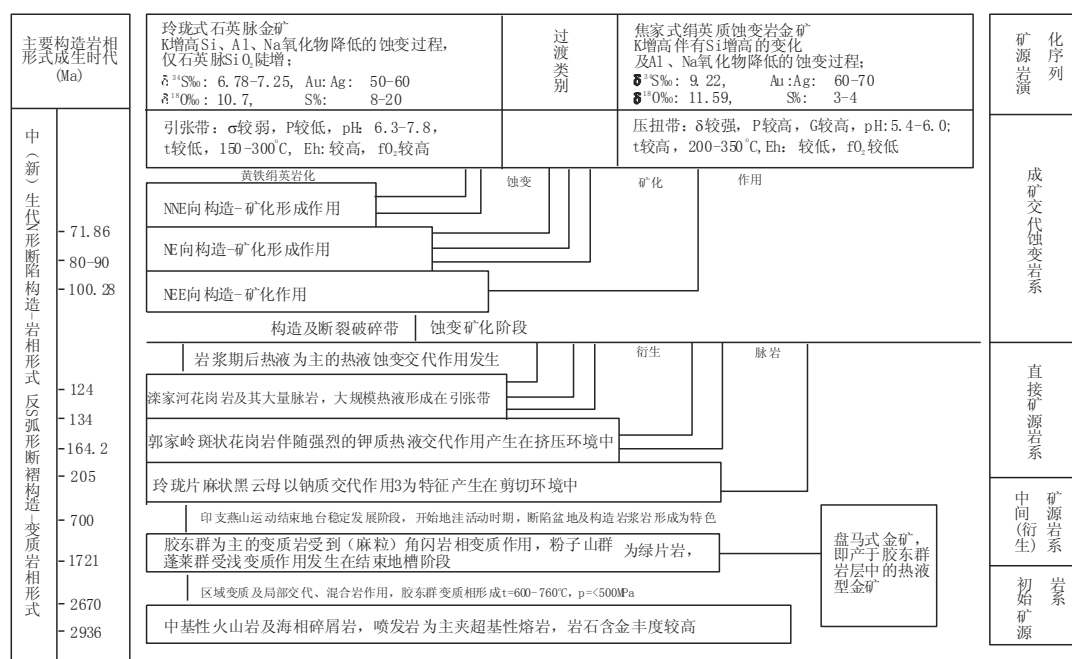 主要构造岩相
形式成生时代
(Ma)
玲珑式石英脉金矿
K增高Si、Al、Na氧化物降低的蚀变过程,
仅石英脉SiO₂陡增;
δ³⁴S‰: 6.78-7.25, Au:Ag: 50-60
δ¹⁸O‰: 10.7, S%: 8-20
过渡类别
焦家式绢英质蚀变岩金矿
K增高伴有Si增高的变化
及Al、Na氧化物降低的蚀变过程;
δ³⁴S‰: 9.22, Au:Ag: 60-70
δ¹⁸O‰: 11.59, S%: 3-4
矿源岩演
化序列
引张带: σ较弱, P较低, pH: 6.3-7.8,
t较低, 150-300°C, Eh: 较高, fO₂较高
压扭带: δ较强, P较高, G较高, pH:5.4-6.0;
t较高, 200-350°C, Eh: 较低, fO₂较低
黄铁绢英岩化
蚀变
矿化
作用
NNE向构造-矿化形成作用
NE向构造-矿化形成作用
NEE向构造-矿化作用
构造及断裂破碎带
蚀变矿化阶段
成矿交代蚀变岩系
中（新）生代N形断陷构造-岩相形式 反S弧形断褶构造-变质岩相形式
71.86
80-90
100.28
124
134
164.2
205
700
1721
2670
2936
岩浆期后热液为主的热液蚀变交代作用发生
衍生
脉岩
滦家河花岗岩及其大量脉岩, 大规模热液形成在引张带
郭家岭斑状花岗岩伴随强烈的钾质热液交代作用产生在挤压环境中
玲珑片麻状黑云母以钠质交代作用3为特征产生在剪切环境中
直接矿源岩系
印支燕山运动结束地台稳定发展阶段, 开始地洼活动时期, 断陷盆地及构造岩浆岩形成为特色
胶东群为主的变质岩受到（麻粒）角闪岩相变质作用, 粉子山群
蓬莱群受浅变质作用发生在结束地槽阶段
为绿片岩,
中间(衍生)
矿源岩系
盘马式金矿,
即产于胶东群
岩层中的热液
型金矿
区域变质及局部交代、混合岩作用, 胶东群变质相形成t=600-760℃, p=<500MPa
中基性火山岩及海相碎屑岩, 喷发岩为主夹超基性熔岩, 岩石含金丰度较高
初始矿源
岩系